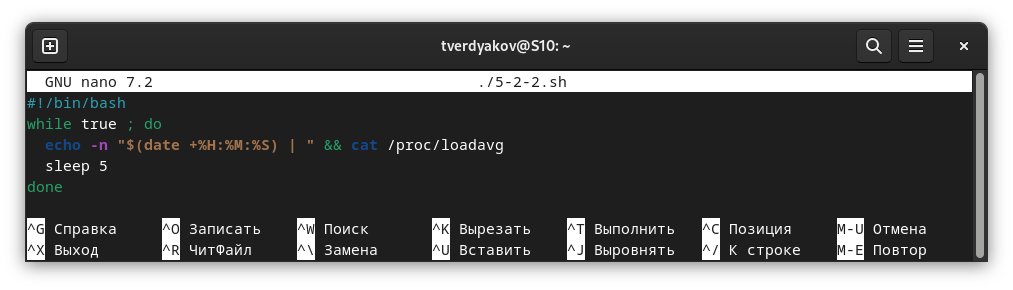 tverdyakov@S10: ~
GNU nano 7.2 ./5-2-2.sh
#!/bin/bash
while true ; do
  echo -n "$(date +%H:%M:%S) | " && cat /proc/loadavg
  sleep 5
done
^G Справка ^O Записать ^W Поиск ^K Вырезать ^T Выполнить ^C Позиция M-U Отмена
^X Выход ^R ЧитФайл ^\ Замена ^U Вставить ^J Выровнять ^/ К строке M-E Повтор